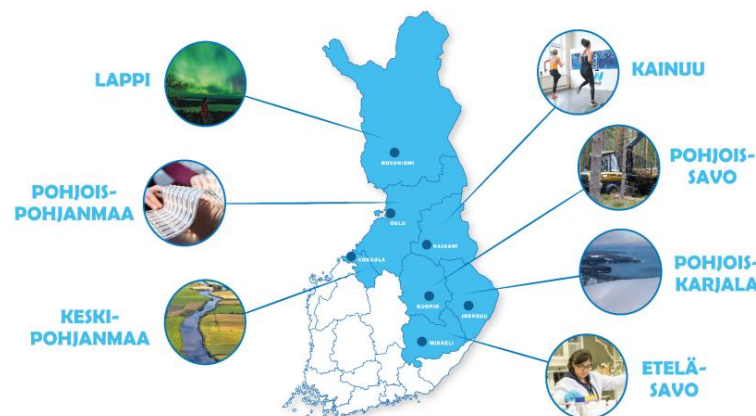 LAPPI
KAINUU
POHJOIS-
SAVO
POHJOIS-
POHJANMAA
POHJOIS-
KARJALA
KESKI-
POHJANMAA
ETELÄ-
SAVO
ROVANIEMI
OULU
KAJAANI
KOKKOLA
KUOPIO
JOENSUU
MIKKELI